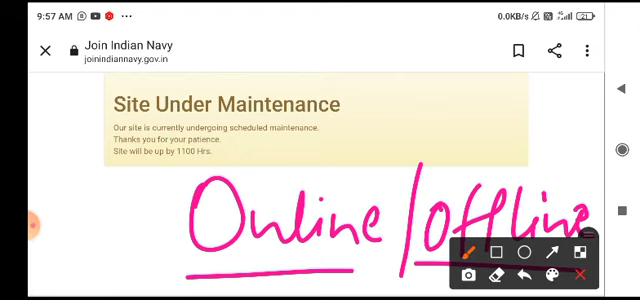 9:57 AM
0.0KB/s
21
Join Indian Navy
joinindiannavy.gov.in
Site Under Maintenance
Our site is currently undergoing scheduled maintenance.
Thanks you for your patience.
Site will be up by 1100 Hrs.
Online/offline